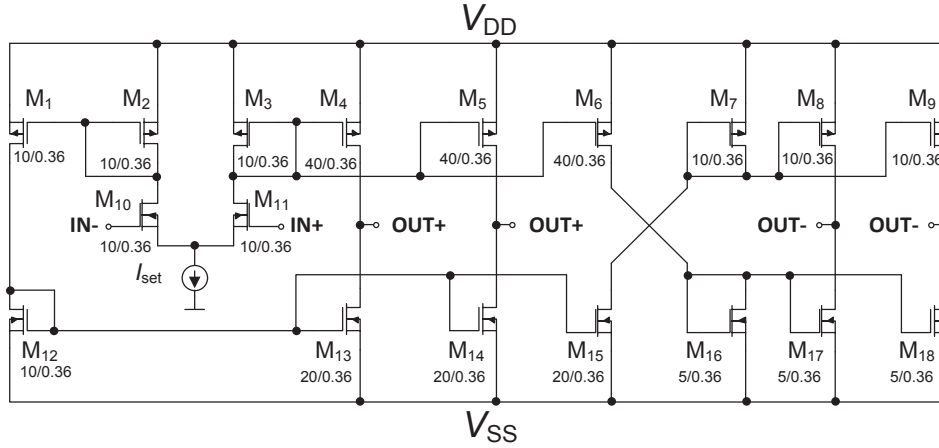 VDD
M1 M2 M3 M4 M5 M6 M7 M8 M9
10/0.36 10/0.36 10/0.36 40/0.36 40/0.36 40/0.36 10/0.36 10/0.36 10/0.36
M10 M11
IN- IN+ OUT+ OUT+ OUT- OUT-
10/0.36 10/0.36
Iset
M12 M13 M14 M15 M16 M17 M18
10/0.36 20/0.36 20/0.36 20/0.36 5/0.36 5/0.36 5/0.36
VSS